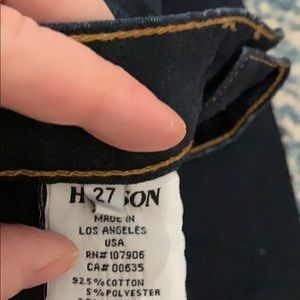 H 27 SON
MADE IN
LOS ANGELES
USA
RN# 107906
CA# 00635
92.5% COTTON
5% POLYESTER